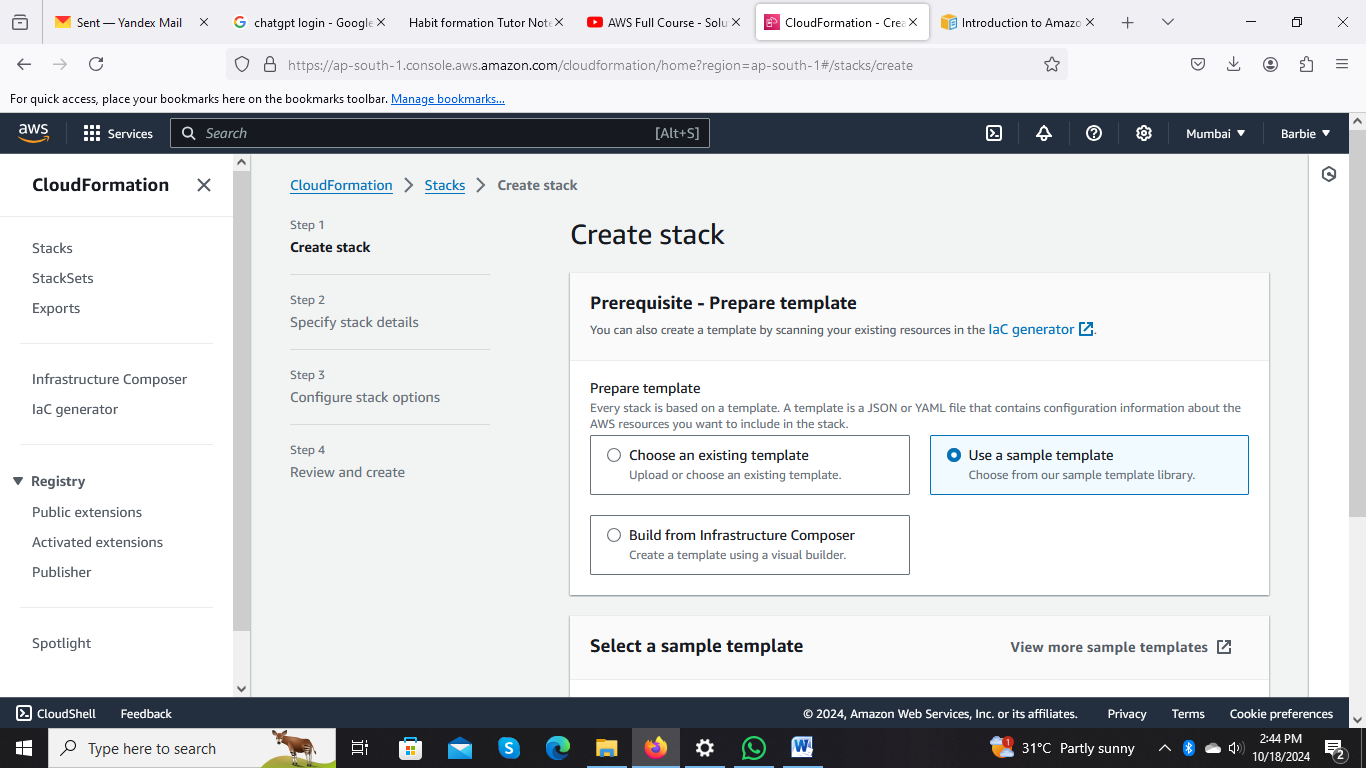 Sent — Yandex Mail
chatgpt login - Google
Habit formation Tutor Note
AWS Full Course - Solu
CloudFormation - Crea
Introduction to Amazo
https://ap-south-1.console.aws.amazon.com/cloudformation/home?region=ap-south-1#/stacks/create
For quick access, place your bookmarks here on the bookmarks toolbar. Manage bookmarks...
aws
Services
Search
[Alt+S]
Mumbai
Barbie
CloudFormation
Stacks
StackSets
Exports
Infrastructure Composer
IaC generator
Registry
Public extensions
Activated extensions
Publisher
Spotlight
CloudFormation
Stacks
Create stack
Step 1
Create stack
Step 2
Specify stack details
Step 3
Configure stack options
Step 4
Review and create
Create stack
Prerequisite - Prepare template
You can also create a template by scanning your existing resources in the IaC generator.
Prepare template
Every stack is based on a template. A template is a JSON or YAML file that contains configuration information about the
AWS resources you want to include in the stack.
Choose an existing template
Upload or choose an existing template.
Use a sample template
Choose from our sample template library.
Build from Infrastructure Composer
Create a template using a visual builder.
Select a sample template
View more sample templates
CloudShell
Feedback
© 2024, Amazon Web Services, Inc. or its affiliates.
Privacy
Terms
Cookie preferences
Type here to search
1
31°C Partly sunny
2:44 PM
10/18/2024
2